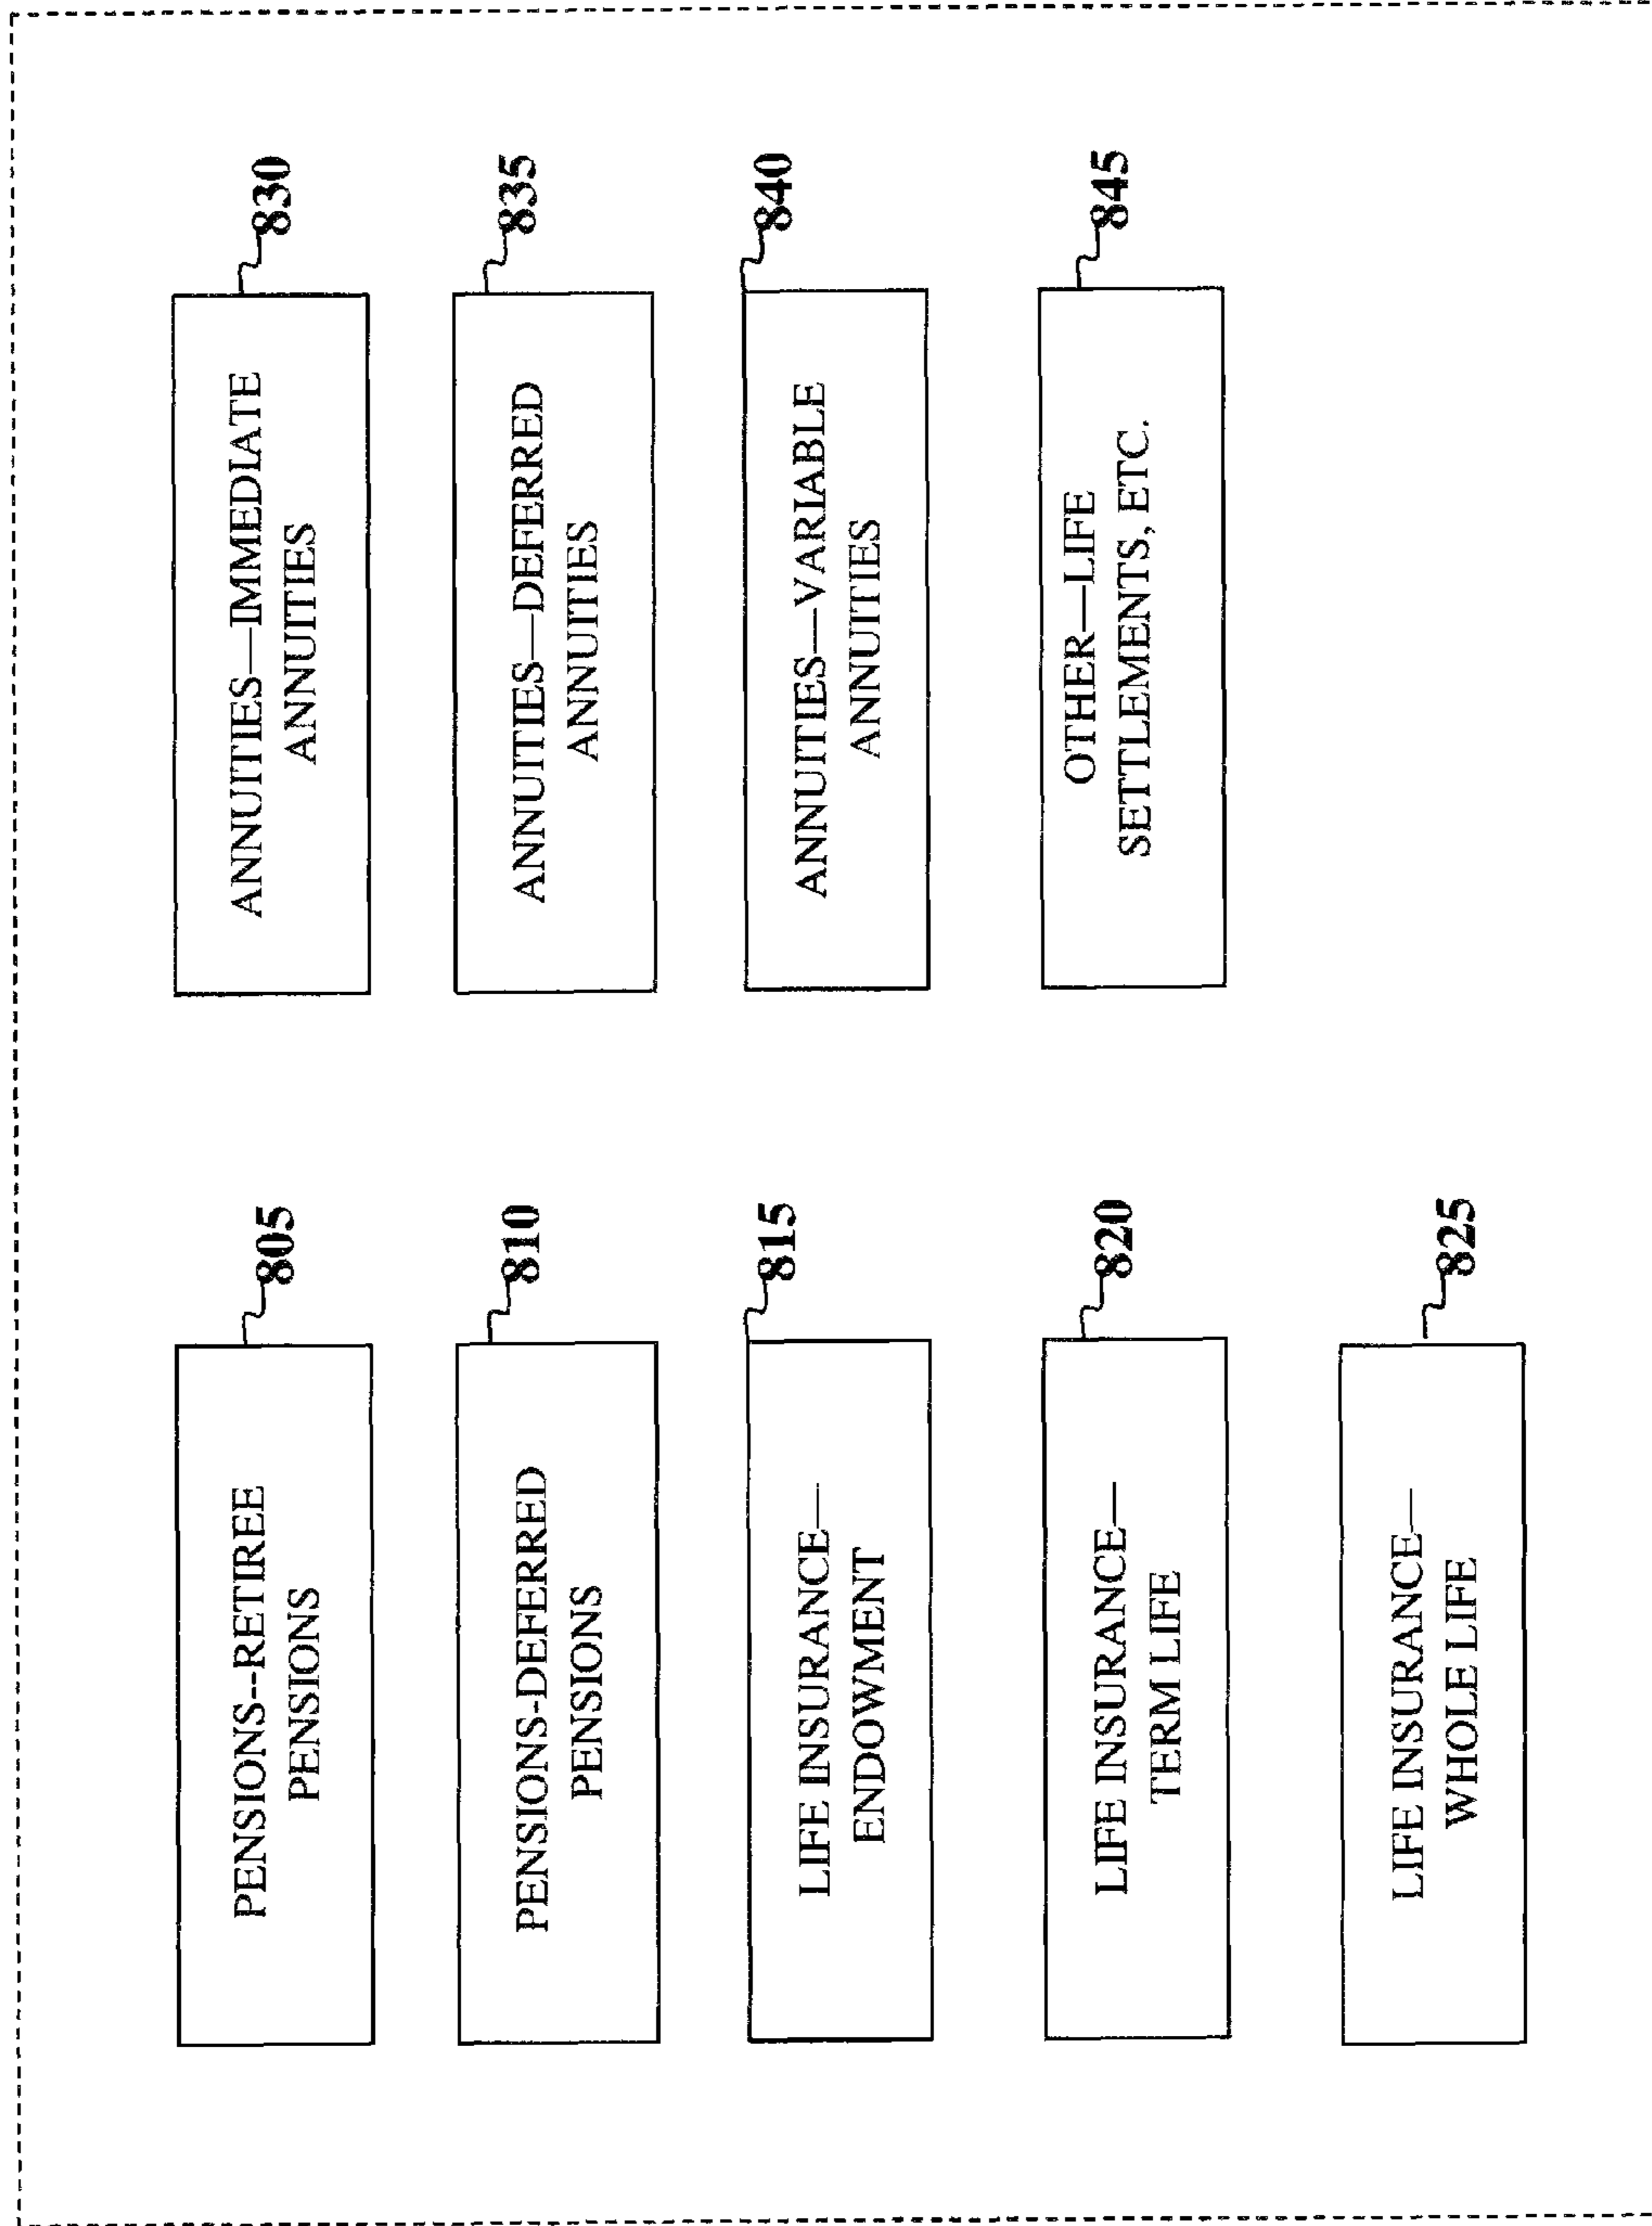 PENSIONS--RETIREE
PENSIONS
805
PENSIONS-DEFERRED
PENSIONS
810
LIFE INSURANCE—
ENDOWMENT
815
LIFE INSURANCE—
TERM LIFE
820
LIFE INSURANCE—
WHOLE LIFE
825
ANNUITIES—IMMEDIATE
ANNUITIES
830
ANNUITIES—DEFERRED
ANNUITIES
835
ANNUITIES—VARIABLE
ANNUITIES
840
OTHER—LIFE
SETTLEMENTS, ETC.
845